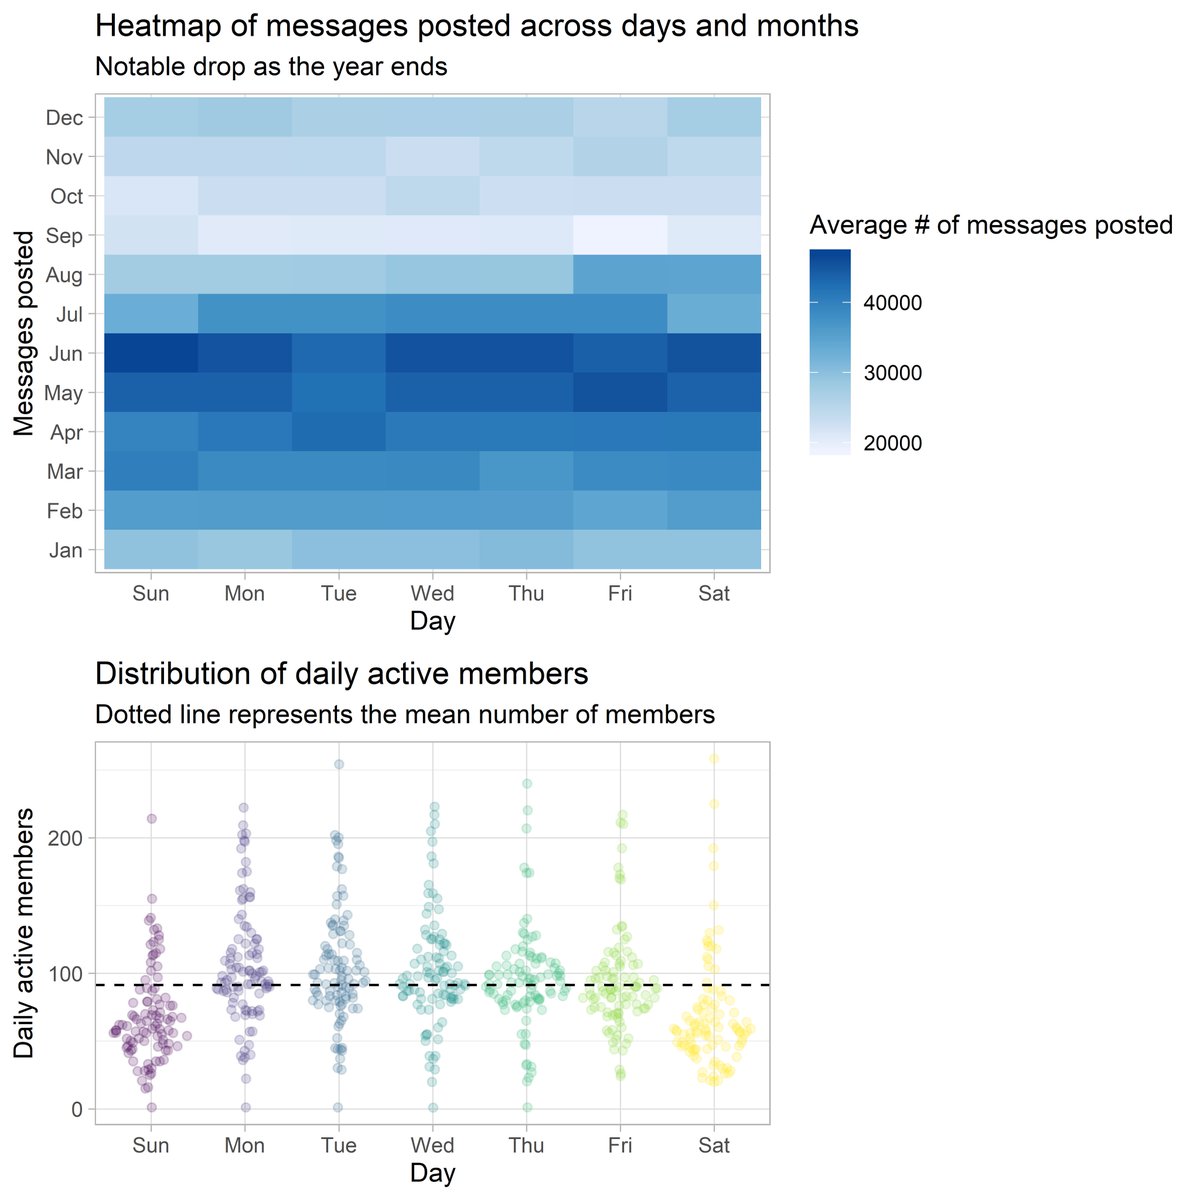 Heatmap of messages posted across days and months
Notable drop as the year ends
Messages posted
Dec
Nov
Oct
Sep
Aug
Jul
Jun
May
Apr
Mar
Feb
Jan
Sun Mon Tue Wed Thu Fri Sat
Day
Average # of messages posted
40000
30000
20000
Distribution of daily active members
Dotted line represents the mean number of members
Daily active members
200
100
0
Sun Mon Tue Wed Thu Fri Sat
Day